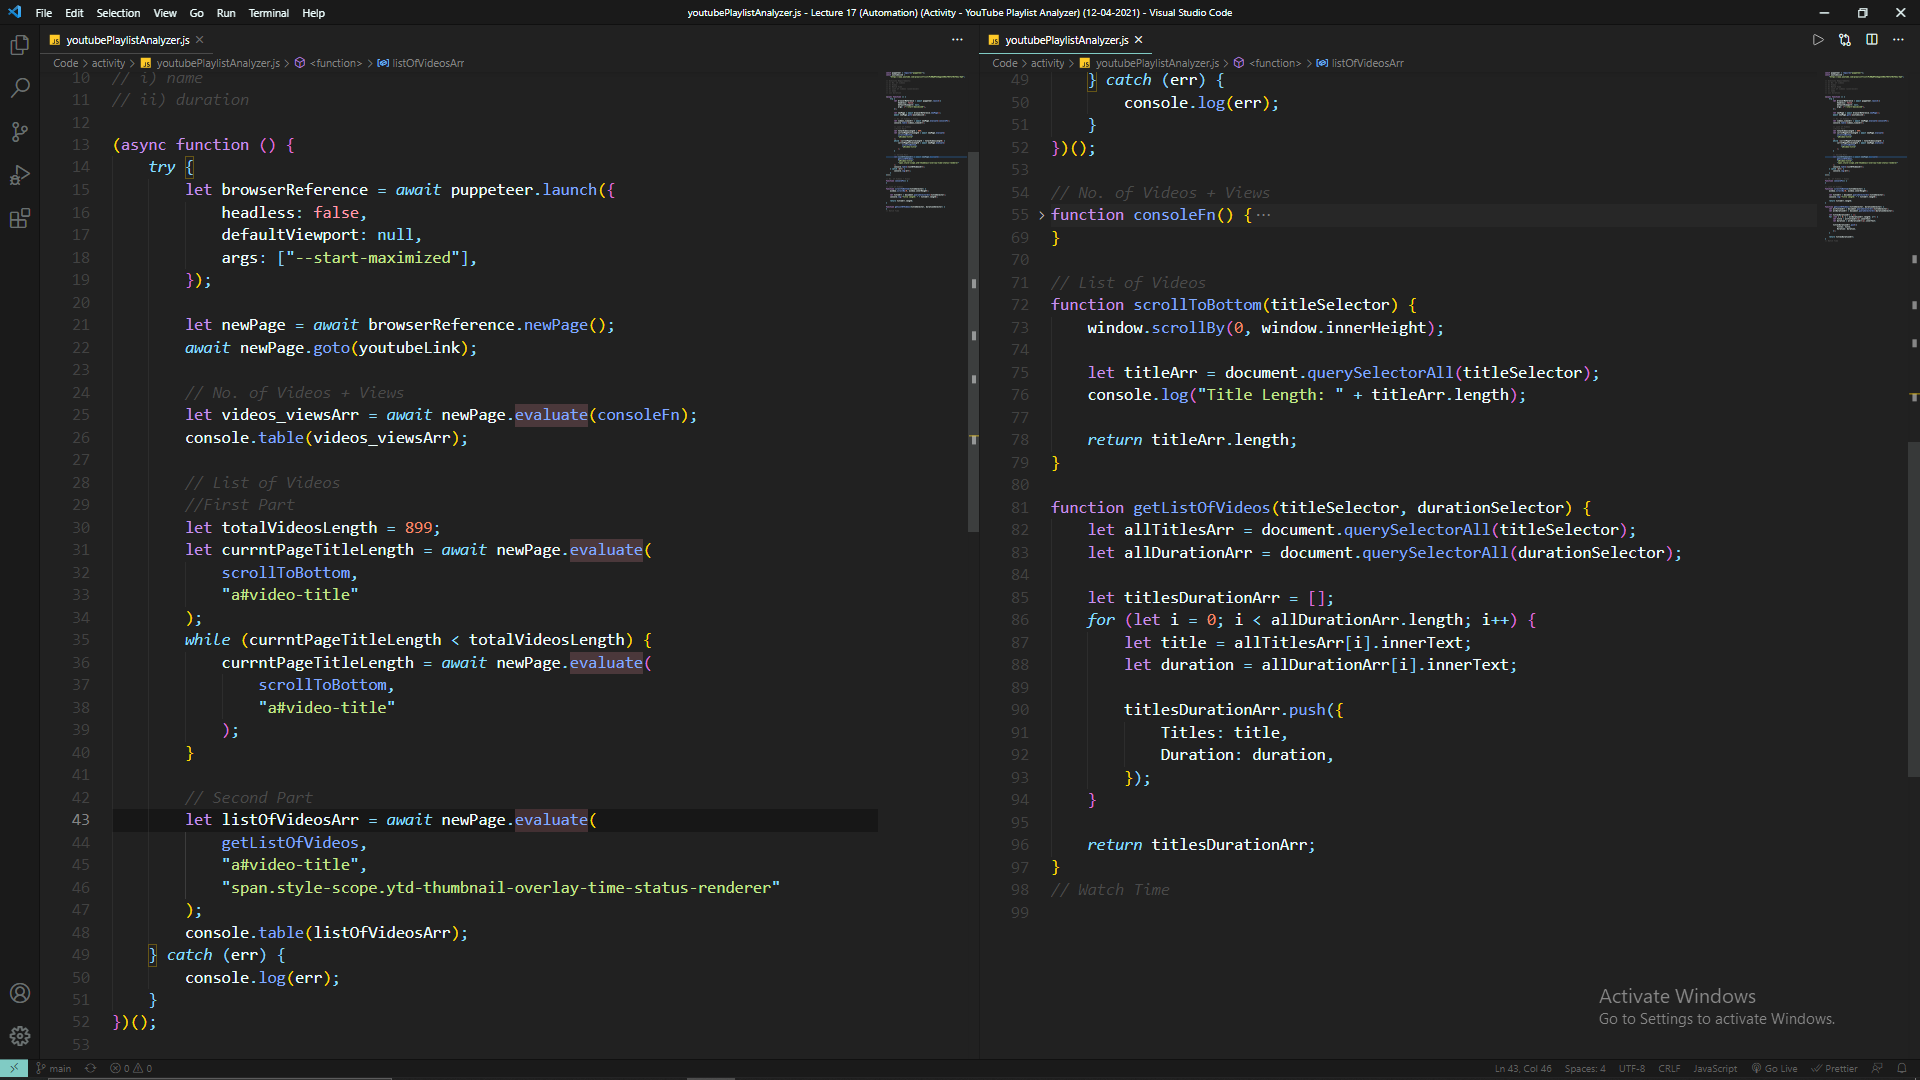 File Edit Selection View Go Run Terminal Help
youtubePlaylistAnalyzer.js - Lecture 17 (Automation) (Activity - YouTube Playlist Analyzer) (12-04-2021) - Visual Studio Code
youtubePlaylistAnalyzer.js
Code > activity > youtubePlaylistAnalyzer.js > <function> > listOfVideosArr
10 // i) name
11 // ii) duration
12
13 (async function () {
14 try {
15 let browserReference = await puppeteer.launch({
16 headless: false,
17 defaultViewport: null,
18 args: ["--start-maximized"],
19 });
20
21 let newPage = await browserReference.newPage();
22 await newPage.goto(youtubeLink);
23
24 // No. of Videos + Views
25 let videos_viewsArr = await newPage.evaluate(consoleFn);
26 console.table(videos_viewsArr);
27
28 // List of Videos
29 //First Part
30 let totalVideosLength = 899;
31 let currntPageTitleLength = await newPage.evaluate(
32 scrollToBottom,
33 "a#video-title"
34 );
35 while (currntPageTitleLength < totalVideosLength) {
36 currntPageTitleLength = await newPage.evaluate(
37 scrollToBottom,
38 "a#video-title"
39 );
40 }
41
42 // Second Part
43 let listOfVideosArr = await newPage.evaluate(
44 getListOfVideos,
45 "a#video-title",
46 "span.style-scope.ytd-thumbnail-overlay-time-status-renderer"
47 );
48 console.table(listOfVideosArr);
49 } catch (err) {
50 console.log(err);
51 }
52 })();
53
youtubePlaylistAnalyzer.js
Code > activity > youtubePlaylistAnalyzer.js > <function> > listOfVideosArr
49 } catch (err) {
50 console.log(err);
51 }
52 })();
53
54 // No. of Videos + Views
55 function consoleFn() { ···
69 }
70
71 // List of Videos
72 function scrollToBottom(titleSelector) {
73 window.scrollBy(0, window.innerHeight);
74
75 let titleArr = document.querySelectorAll(titleSelector);
76 console.log("Title Length: " + titleArr.length);
77
78 return titleArr.length;
79 }
80
81 function getListOfVideos(titleSelector, durationSelector) {
82 let allTitlesArr = document.querySelectorAll(titleSelector);
83 let allDurationArr = document.querySelectorAll(durationSelector);
84
85 let titlesDurationArr = [];
86 for (let i = 0; i < allDurationArr.length; i++) {
87 let title = allTitlesArr[i].innerText;
88 let duration = allDurationArr[i].innerText;
89
90 titlesDurationArr.push({
91 Titles: title,
92 Duration: duration,
93 });
94 }
95
96 return titlesDurationArr;
97 }
98 // Watch Time
99
Activate Windows
Go to Settings to activate Windows.
main 0 0 Ln 43, Col 46 Spaces: 4 UTF-8 CRLF JavaScript Go Live Prettier